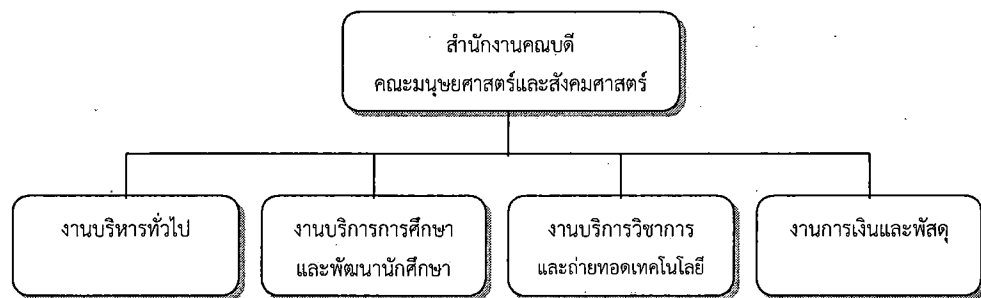 สำนักงานคณบดี
คณะมนุษยศาสตร์และสังคมศาสตร์
งานบริหารทั่วไป
งานบริการการศึกษา
และพัฒนานักศึกษา
งานบริการวิชาการ
และถ่ายทอดเทคโนโลยี
งานการเงินและพัสดุ